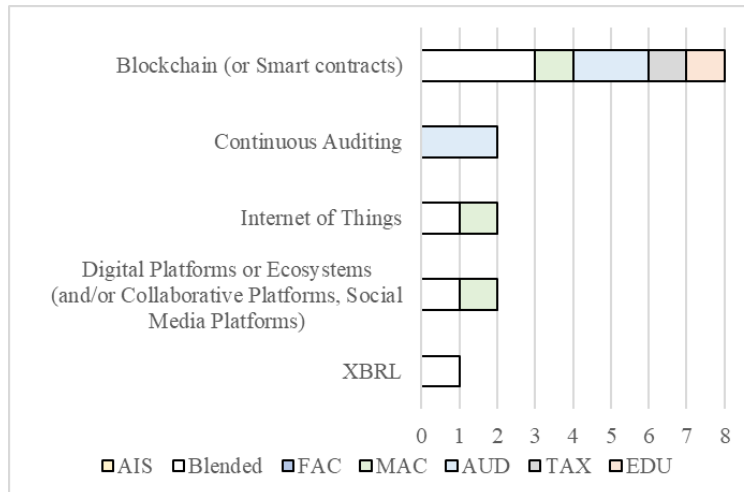 Blockchain (or Smart contracts)
Continuous Auditing
Internet of Things
Digital Platforms or Ecosystems
(and/or Collaborative Platforms, Social
Media Platforms)
XBRL
0 1 2 3 4 5 6 7 8
AIS Blended FAC MAC AUD TAX EDU